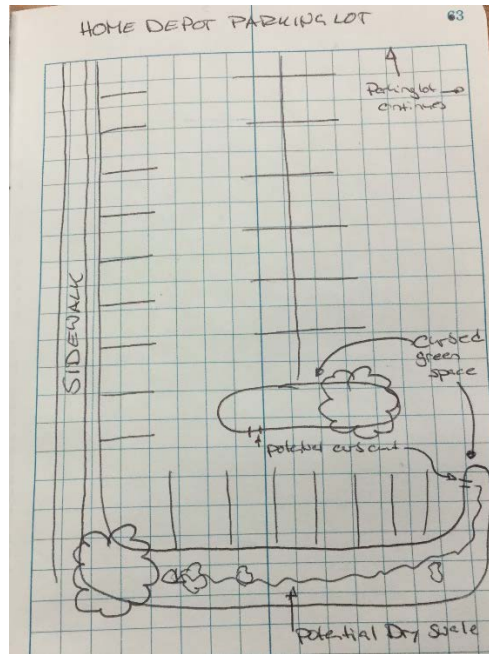 HOME DEPOT PARKING LOT
63
Parking lot
continues
SIDEWALK
Curbed
green
space
potential curb cut
potential Dry Swale